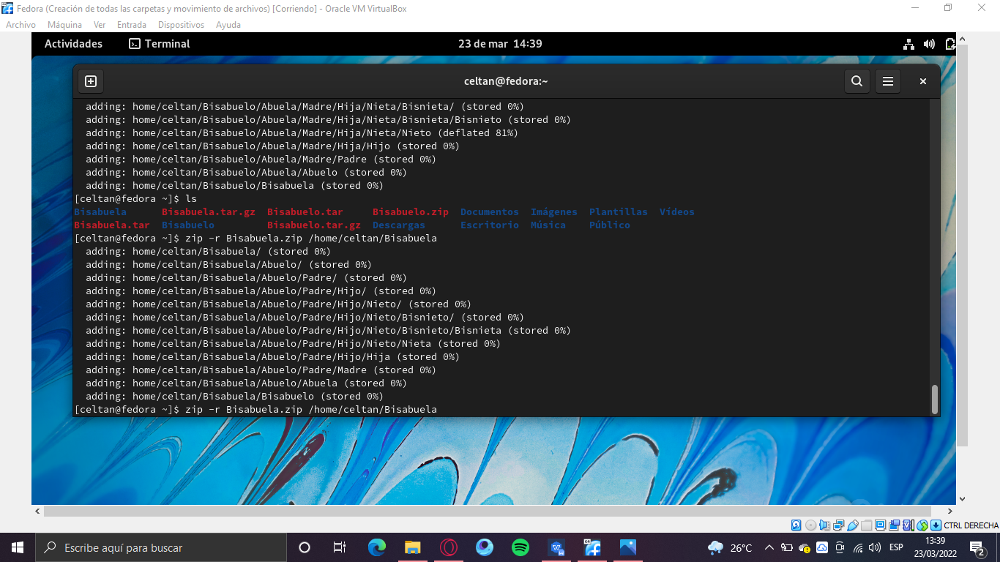 Fedora (Creación de todas las carpetas y movimiento de archivos) [Corriendo] - Oracle VM VirtualBox
Archivo Máquina Ver Entrada Dispositivos Ayuda
Actividades Terminal 23 de mar 14:39
celtan@fedora:~
adding: home/celtan/Bisabuelo/Abuela/Madre/Hija/Nieta/Bisnieta/ (stored 0%)
adding: home/celtan/Bisabuelo/Abuela/Madre/Hija/Nieta/Bisnieta/Bisnieto (stored 0%)
adding: home/celtan/Bisabuelo/Abuela/Madre/Hija/Nieta/Nieto (deflated 81%)
adding: home/celtan/Bisabuelo/Abuela/Madre/Hija/Hijo (stored 0%)
adding: home/celtan/Bisabuelo/Abuela/Madre/Padre (stored 0%)
adding: home/celtan/Bisabuelo/Abuela/Abuelo (stored 0%)
adding: home/celtan/Bisabuelo/Bisabuela (stored 0%)
[celtan@fedora ~]$ ls
Bisabuela Bisabuela.tar.gz Bisabuelo.tar Bisabuelo.zip Documentos Imágenes Plantillas Vídeos
Bisabuela.tar Bisabuelo Bisabuelo.tar.gz Descargas Escritorio Música Público
[celtan@fedora ~]$ zip -r Bisabuela.zip /home/celtan/Bisabuela
adding: home/celtan/Bisabuela/ (stored 0%)
adding: home/celtan/Bisabuela/Abuelo/ (stored 0%)
adding: home/celtan/Bisabuela/Abuelo/Padre/ (stored 0%)
adding: home/celtan/Bisabuela/Abuelo/Padre/Hijo/ (stored 0%)
adding: home/celtan/Bisabuela/Abuelo/Padre/Hijo/Nieto/ (stored 0%)
adding: home/celtan/Bisabuela/Abuelo/Padre/Hijo/Nieto/Bisnieto/ (stored 0%)
adding: home/celtan/Bisabuela/Abuelo/Padre/Hijo/Nieto/Bisnieto/Bisnieta (stored 0%)
adding: home/celtan/Bisabuela/Abuelo/Padre/Hijo/Nieto/Nieta (stored 0%)
adding: home/celtan/Bisabuela/Abuelo/Padre/Hijo/Hija (stored 0%)
adding: home/celtan/Bisabuela/Abuelo/Padre/Madre (stored 0%)
adding: home/celtan/Bisabuela/Abuelo/Abuela (stored 0%)
adding: home/celtan/Bisabuela/Bisabuelo (stored 0%)
[celtan@fedora ~]$ zip -r Bisabuela.zip /home/celtan/Bisabuela
CTRL DERECHA
Escribe aquí para buscar
26°C
ESP
13:39
23/03/2022
2